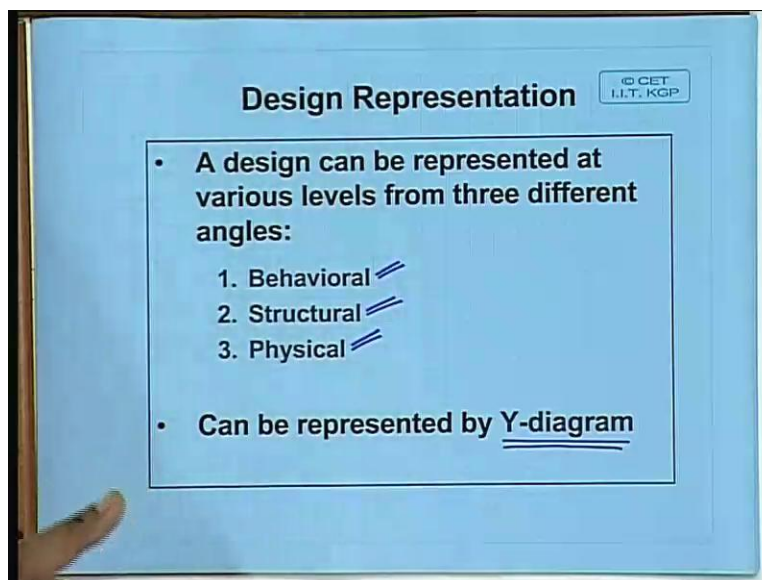 Design Representation
© CET
I.I.T. KGP
• A design can be represented at
various levels from three different
angles:
1. Behavioral
2. Structural
3. Physical
• Can be represented by Y-diagram